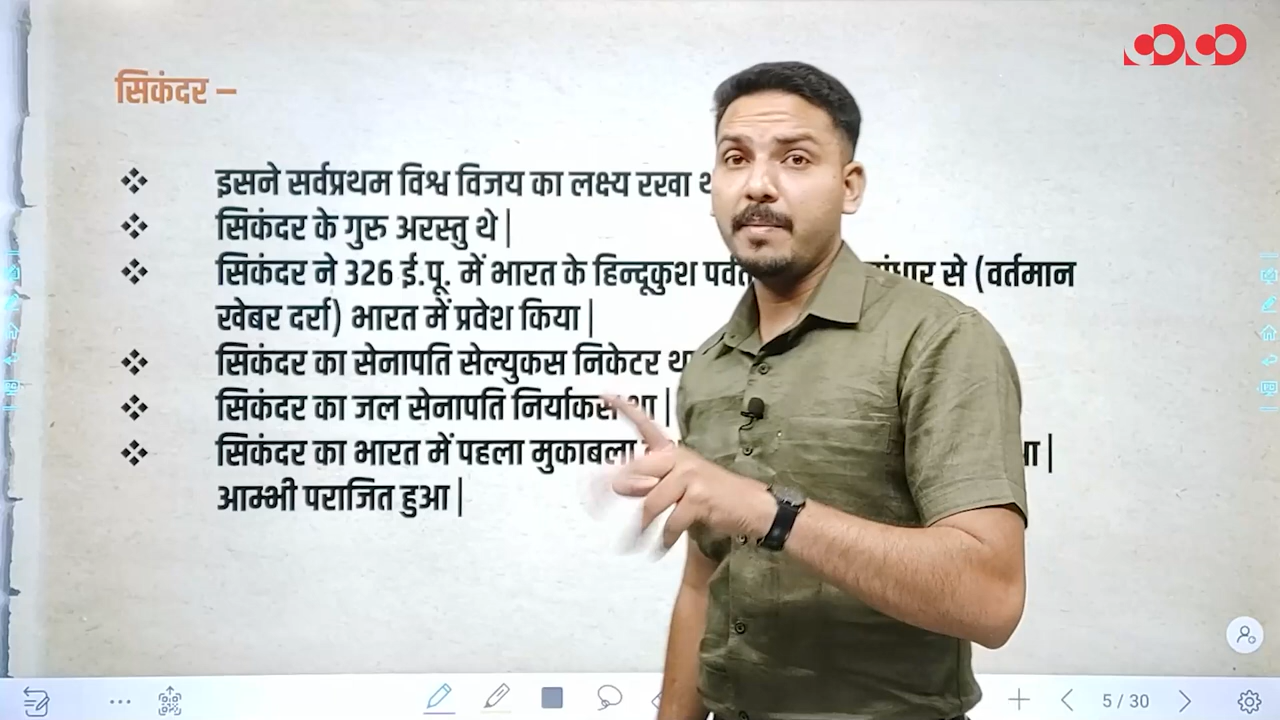 सिकंदर –
❖ इसने सर्वप्रथम विश्व विजय का लक्ष्य रखा
❖ सिकंदर के गुरु अरस्तु थे |
❖ सिकंदर ने 326 ई.पू. में भारत के हिन्दूकुश से (वर्तमान
खेबर दर्रा) भारत में प्रवेश किया |
❖ सिकंदर का सेनापति सेल्युकस निकेटर
❖ सिकंदर का जल सेनापति निर्याकस था |
❖ सिकंदर का भारत में पहला मुकाबला
आम्भी पराजित हुआ |
5 / 30